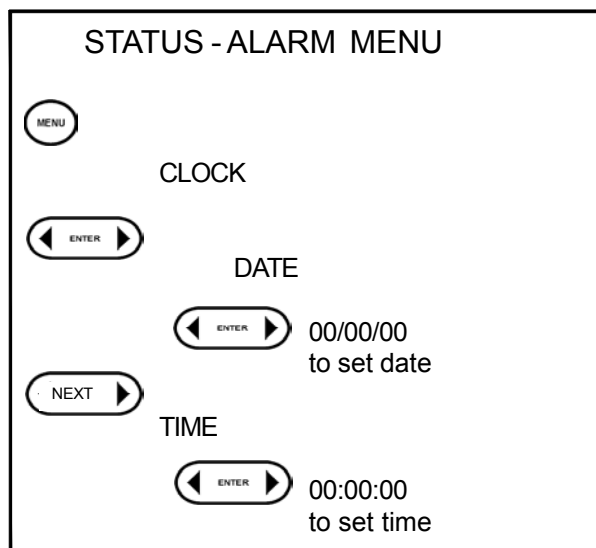 STATUS - ALARM MENU
MENU
CLOCK
ENTER
DATE
ENTER 00/00/00
to set date
NEXT
TIME
ENTER 00:00:00
to set time